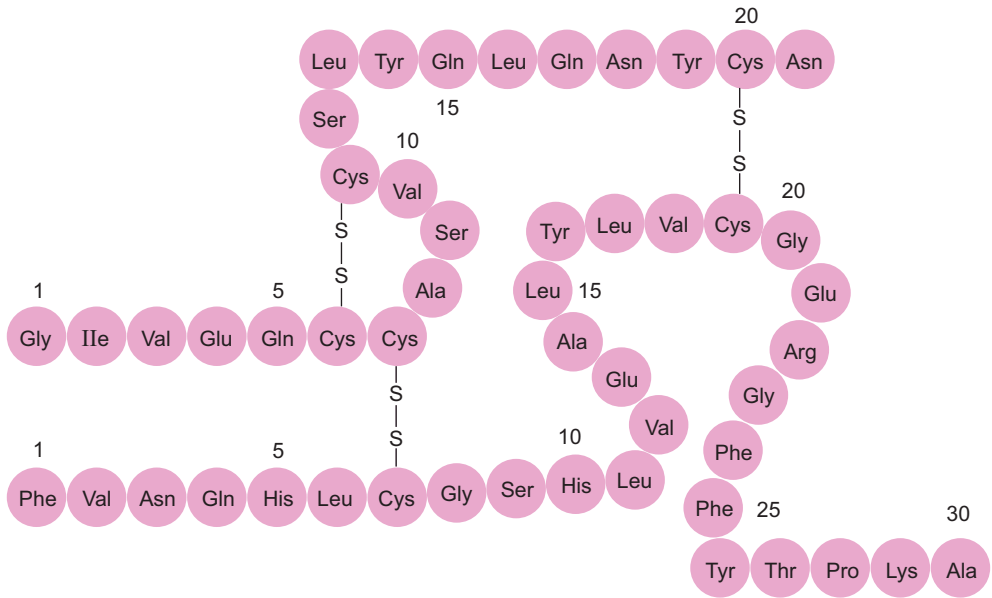 20
Leu Tyr Gln Leu Gln Asn Tyr Cys Asn
15
S
Ser
10
S
Cys Val
20
S
Ser
Tyr Leu Val Cys Gly
S
Ala
1
5
Leu 15
Glu
Gly IIe Val Glu Gln Cys Cys
Ala
Arg
Glu
Gly
S
Val
S
10
Phe
1
5
Phe Val Asn Gln His Leu Cys Gly Ser His Leu
Phe 25
30
Tyr Thr Pro Lys Ala